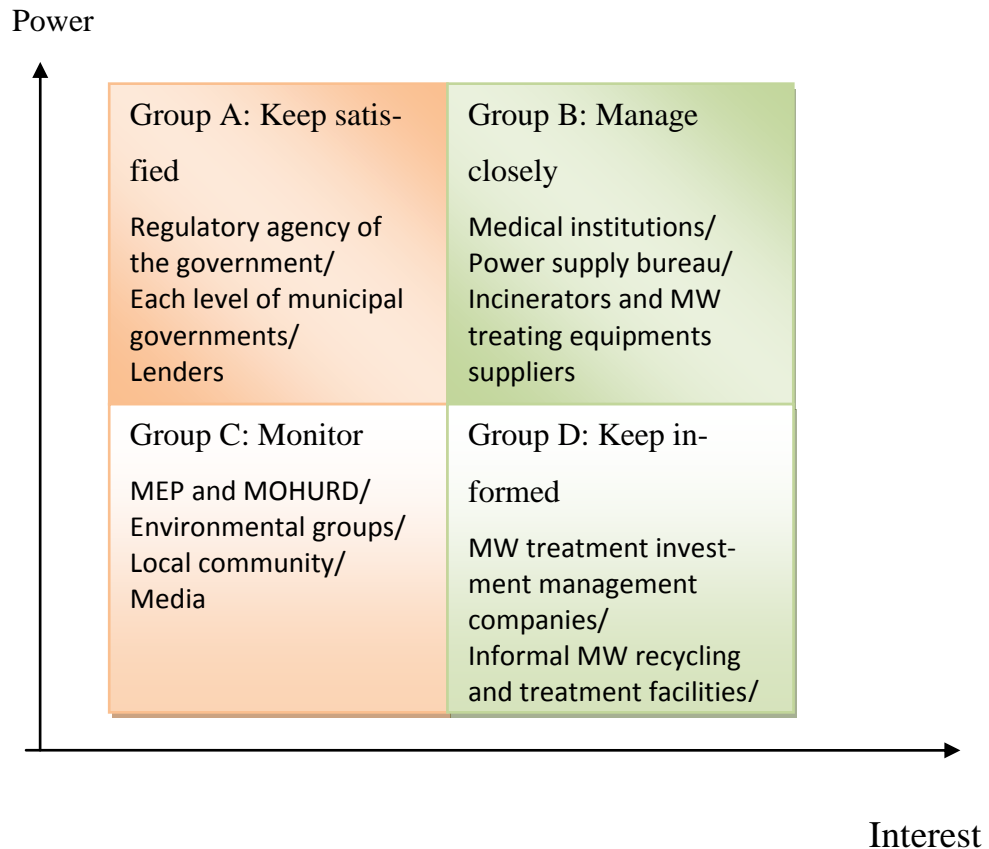 Power
Group A: Keep satis-
fied
Regulatory agency of
the government/
Each level of municipal
governments/
Lenders
Group B: Manage
closely
Medical institutions/
Power supply bureau/
Incinerators and MW
treating equipments
suppliers
Group C: Monitor
MEP and MOHURD/
Environmental groups/
Local community/
Media
Group D: Keep in-
formed
MW treatment invest-
ment management
companies/
Informal MW recycling
and treatment facilities/
Interest